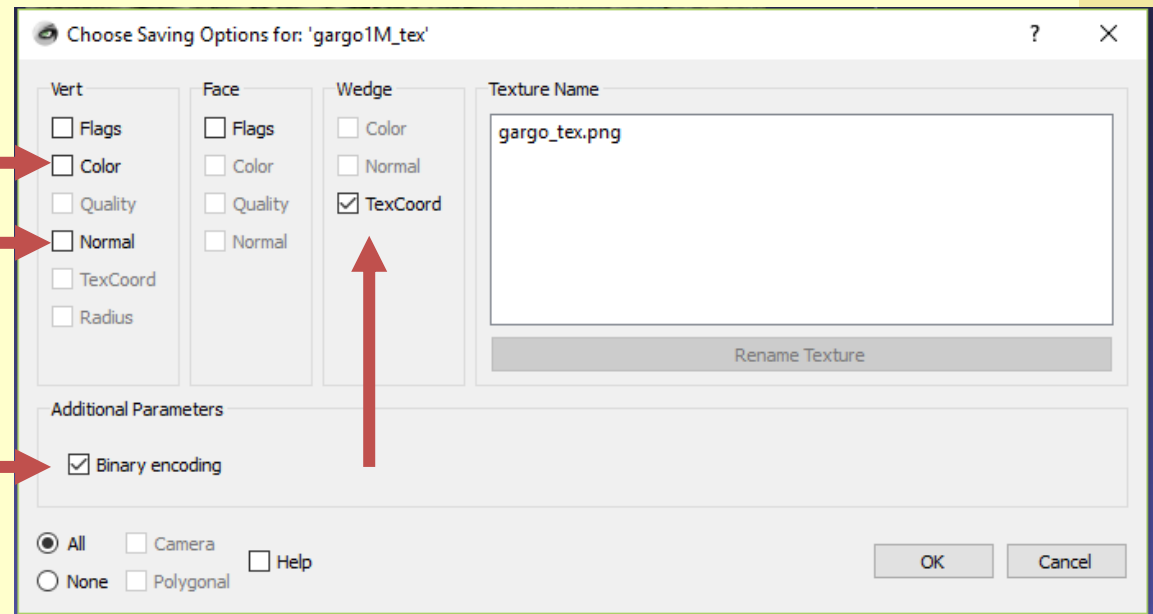 Choose Saving Options for: 'gargo1M_tex'
? ×
Vert
Flags
Color
Quality
Normal
TexCoord
Radius
Face
Flags
Color
Quality
Normal
Wedge
Color
Normal
TexCoord
Texture Name
gargo_tex.png
Rename Texture
Additional Parameters
Binary encoding
All
None
Camera
Polygonal
Help
OK
Cancel